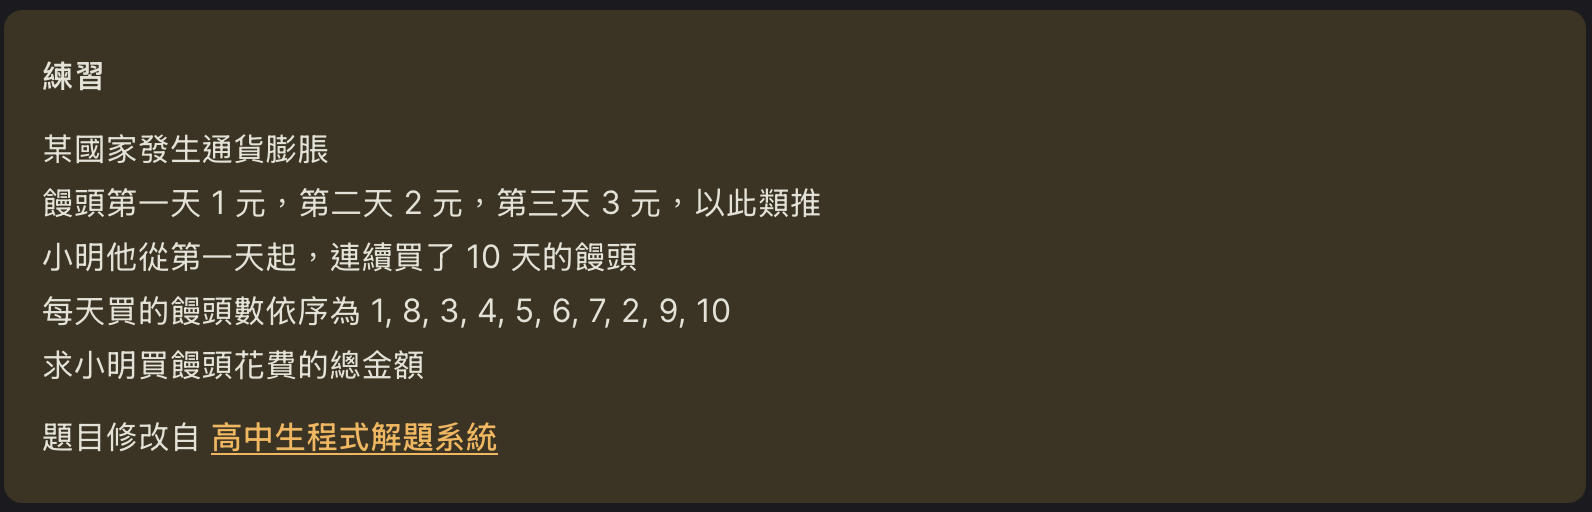 練習
某國家發生通貨膨脹
饅頭第一天 1 元，第二天 2 元，第三天 3 元，以此類推
小明他從第一天起，連續買了 10 天的饅頭
每天買的饅頭數依序為 1, 8, 3, 4, 5, 6, 7, 2, 9, 10
求小明買饅頭花費的總金額
題目修改自 高中生程式解題系統